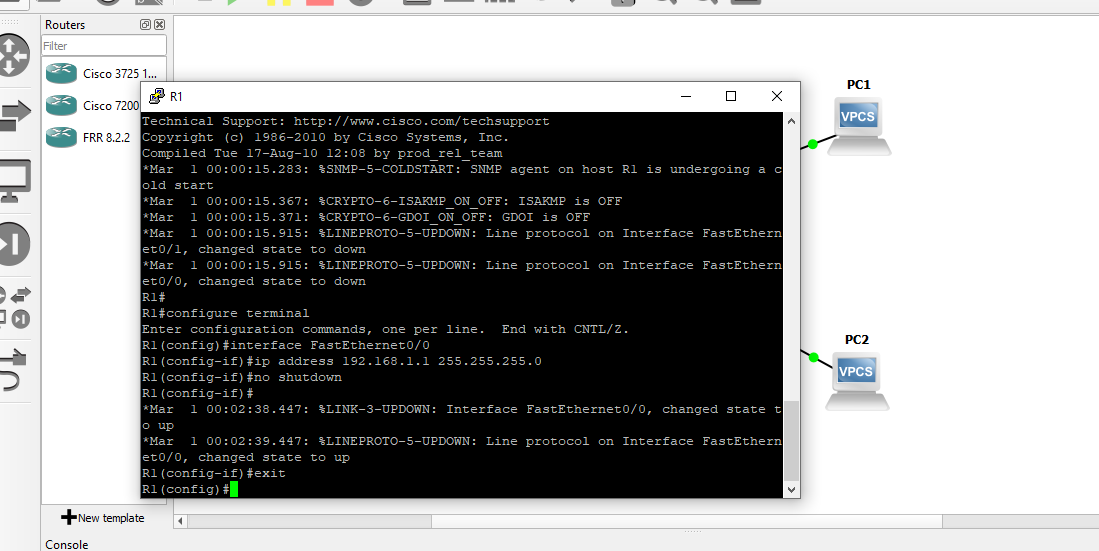 Routers
Filter
Cisco 3725 1...
Cisco 7200
FRR 8.2.2
R1
Technical Support: http://www.cisco.com/techsupport
Copyright (c) 1986-2010 by Cisco Systems, Inc.
Compiled Tue 17-Aug-10 12:08 by prod_rel_team
*Mar  1 00:00:15.283: %SNMP-5-COLDSTART: SNMP agent on host R1 is undergoing a c
old start
*Mar  1 00:00:15.367: %CRYPTO-6-ISAKMP_ON_OFF: ISAKMP is OFF
*Mar  1 00:00:15.371: %CRYPTO-6-GDOI_ON_OFF: GDOI is OFF
*Mar  1 00:00:15.915: %LINEPROTO-5-UPDOWN: Line protocol on Interface FastEthern
et0/1, changed state to down
*Mar  1 00:00:15.915: %LINEPROTO-5-UPDOWN: Line protocol on Interface FastEthern
et0/0, changed state to down
R1#
R1#configure terminal
Enter configuration commands, one per line.  End with CNTL/Z.
R1(config)#interface FastEthernet0/0
R1(config-if)#ip address 192.168.1.1 255.255.255.0
R1(config-if)#no shutdown
R1(config-if)#
*Mar  1 00:02:38.447: %LINK-3-UPDOWN: Interface FastEthernet0/0, changed state t
o up
*Mar  1 00:02:39.447: %LINEPROTO-5-UPDOWN: Line protocol on Interface FastEthern
et0/0, changed state to up
R1(config-if)#exit
R1(config)#
PC1
VPCS
PC2
VPCS
New template
Console